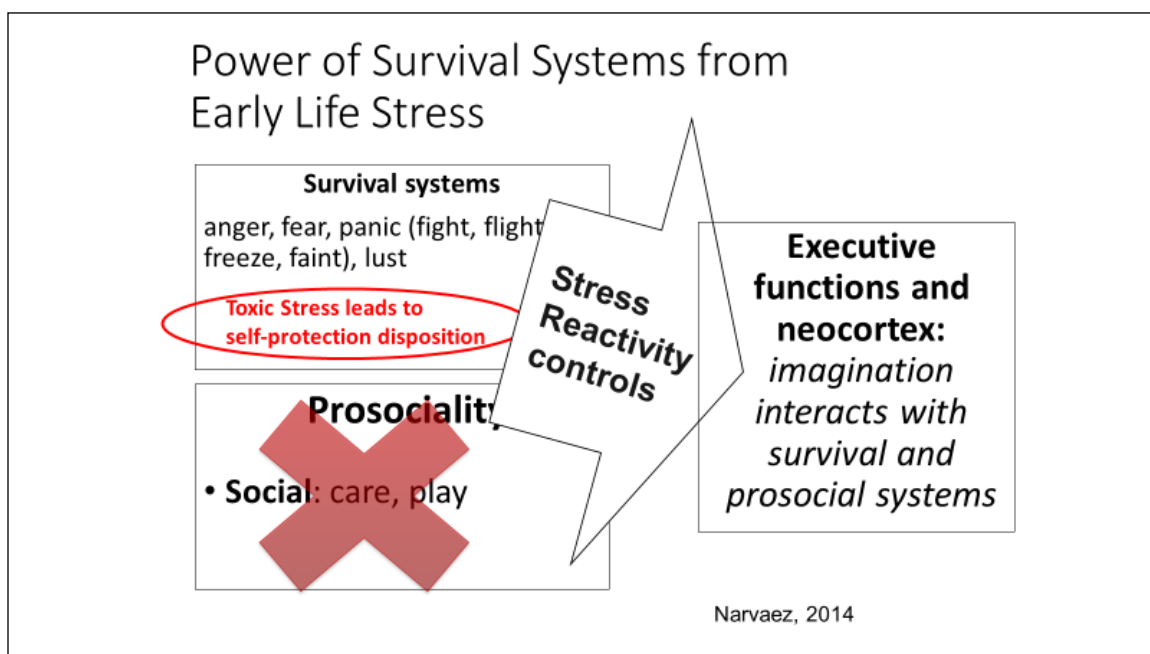 Power of Survival Systems from
Early Life Stress
Survival systems
anger, fear, panic (fight, flight
freeze, faint), lust
Toxic Stress leads to
self-protection disposition
Prosociality
• Social: care, play
Stress
Reactivity
controls
Executive
functions and
neocortex:
imagination
interacts with
survival and
prosocial systems
Narvaez, 2014